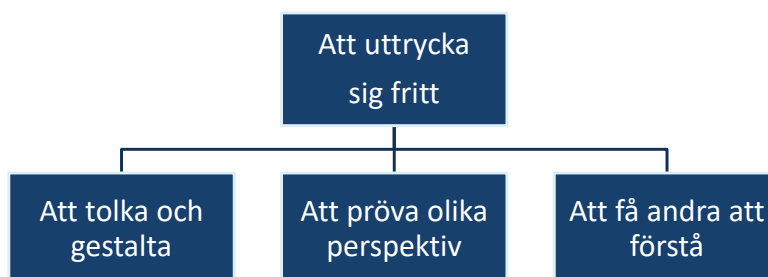 Att uttrycka
sig fritt
Att tolka och
gestalta
Att pröva olika
perspektiv
Att få andra att
förstå